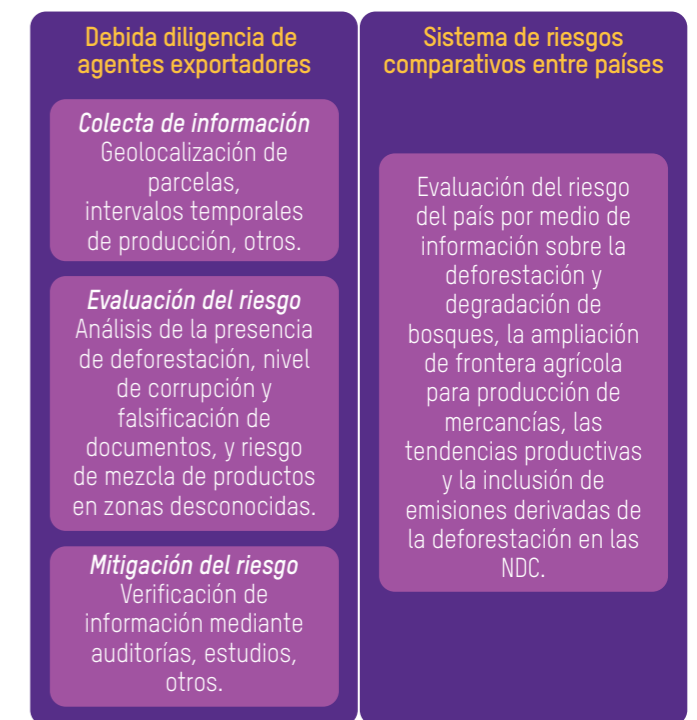 Debida diligencia de
agentes exportadores
Colecta de información
Geolocalización de
parcelas,
intervalos temporales
de producción, otros.
Evaluación del riesgo
Análisis de la presencia
de deforestación, nivel
de corrupción y
falsificación de
documentos, y riesgo
de mezcla de productos
en zonas desconocidas.
Mitigación del riesgo
Verificación de
información mediante
auditorías, estudios,
otros.
Sistema de riesgos
comparativos entre países
Evaluación del riesgo
del país por medio de
información sobre la
deforestación y
degradación de
bosques, la ampliación
de frontera agrícola
para producción de
mercancías, las
tendencias productivas
y la inclusión de
emisiones derivadas de
la deforestación en las
NDC.